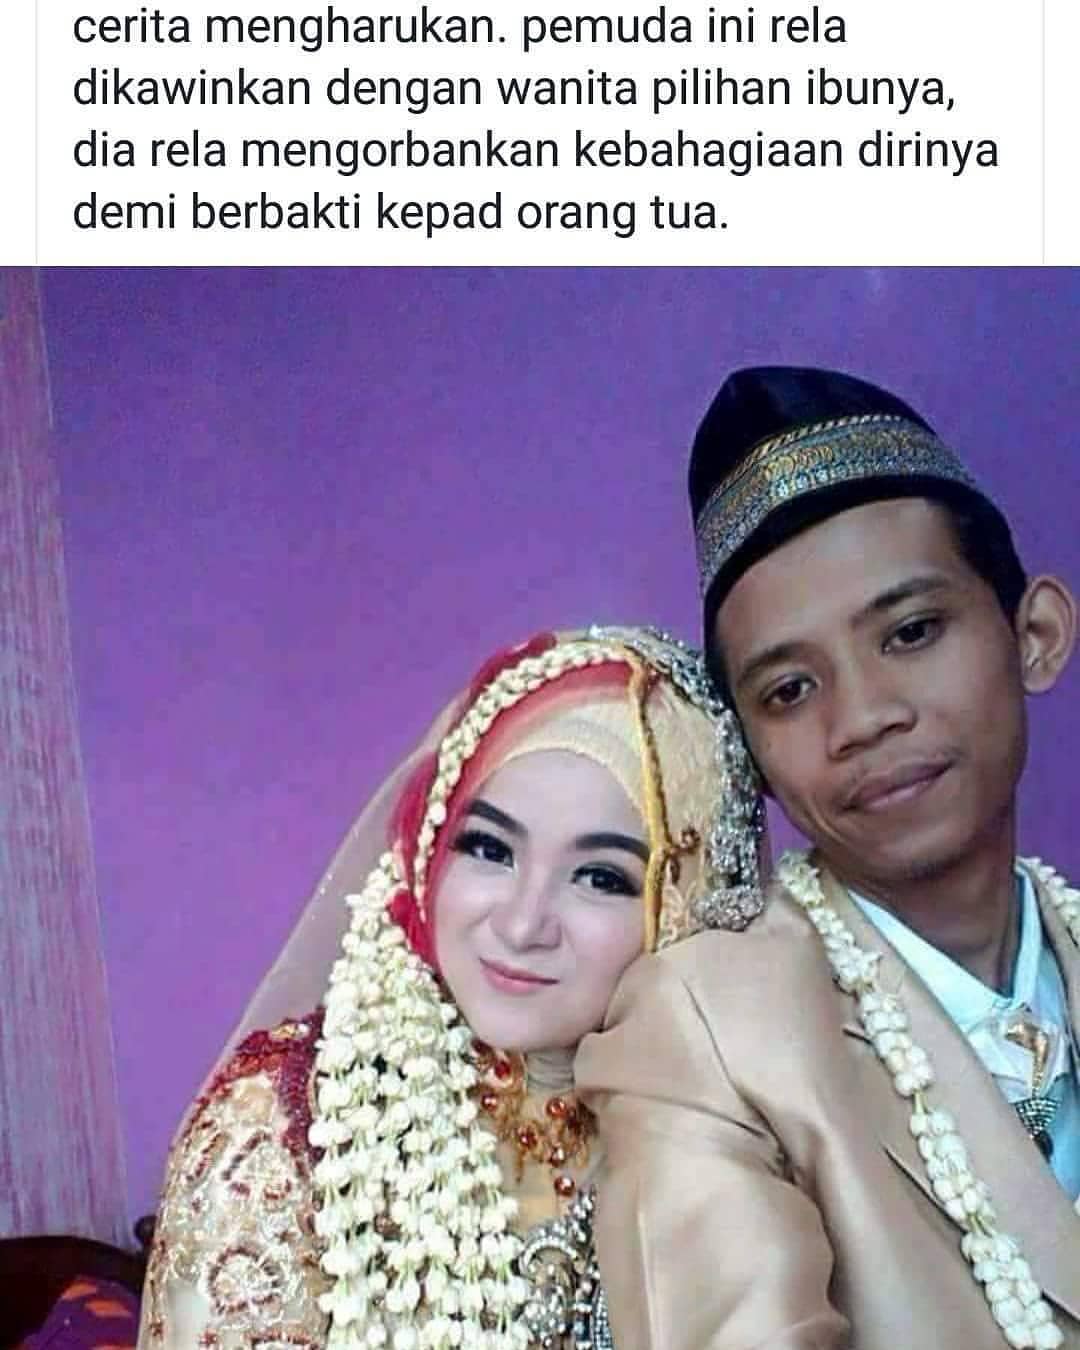 cerita mengharukan. pemuda ini rela
dikawinkan dengan wanita pilihan ibunya,
dia rela mengorbankan kebahagiaan dirinya
demi berbakti kepad orang tua.